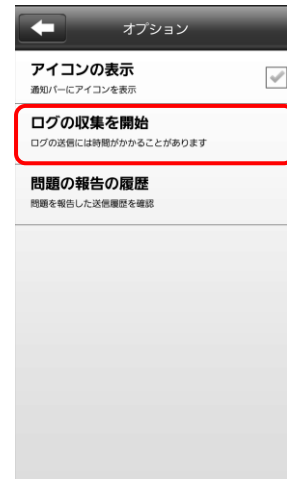 オプション
アイコンの表示
通知バーにアイコンを表示
ログの収集を開始
ログの送信には時間がかかることがあります
問題の報告の履歴
問題を報告した送信履歴を確認